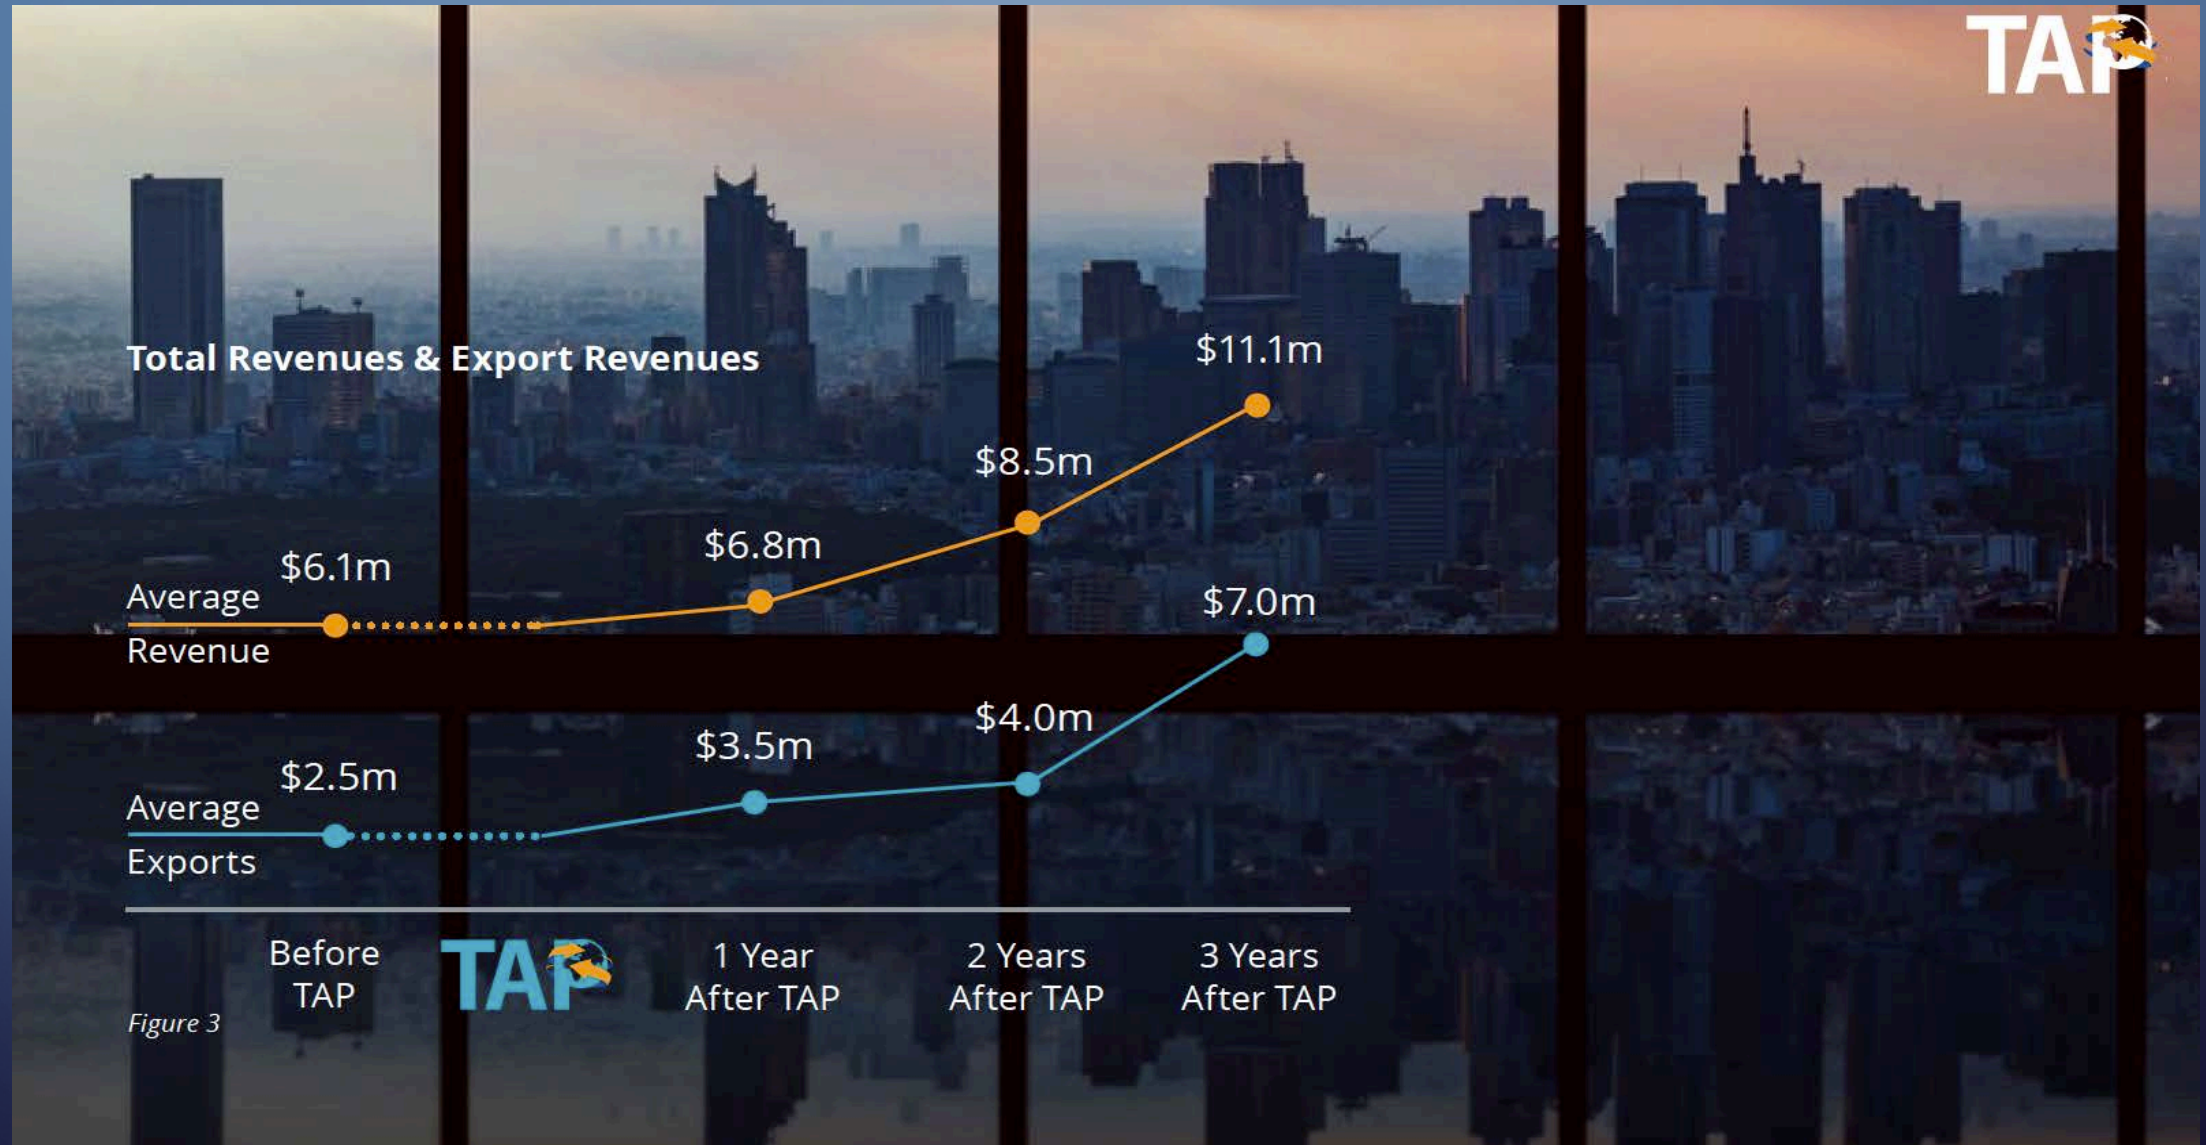 TAP
Total Revenues & Export Revenues
$11.1m
$8.5m
$6.8m
$6.1m
Average
Revenue
$7.0m
$4.0m
$3.5m
$2.5m
Average
Exports
Before
TAP
TAP
1 Year
After TAP
2 Years
After TAP
3 Years
After TAP
Figure 3